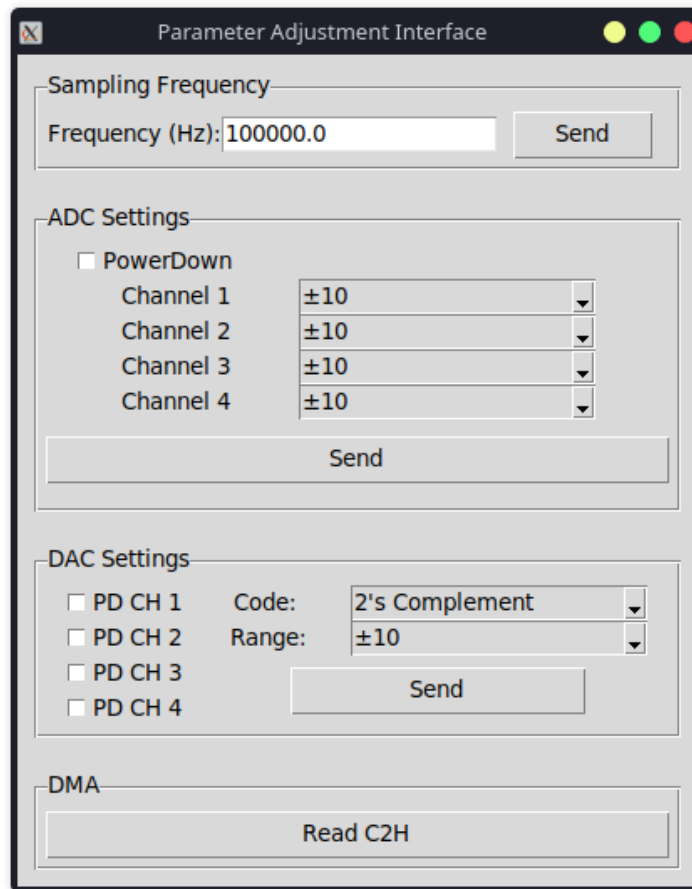 Parameter Adjustment Interface
Sampling Frequency
Frequency (Hz): 100000.0 Send
ADC Settings
PowerDown
Channel 1 ±10
Channel 2 ±10
Channel 3 ±10
Channel 4 ±10
Send
DAC Settings
PD CH 1 Code: 2's Complement
PD CH 2 Range: ±10
PD CH 3
Send
PD CH 4
DMA
Read C2H